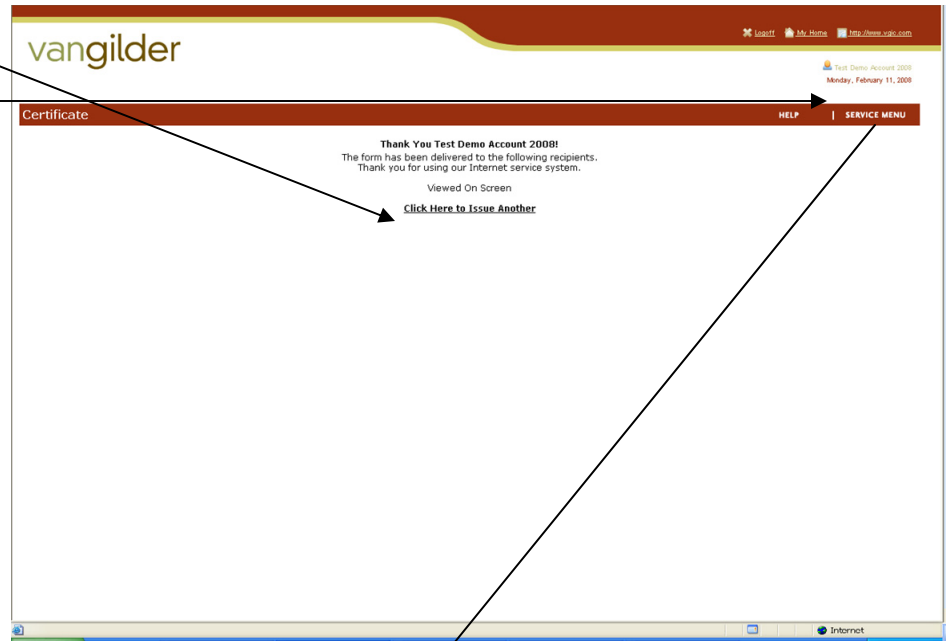 vangilder
Logoff My Home http://www.vgic.com
Test Demo Account 2008
Monday, February 11, 2008
Certificate HELP | SERVICE MENU
Thank You Test Demo Account 2008!
The form has been delivered to the following recipients.
Thank you for using our Internet service system.
Viewed On Screen
Click Here to Issue Another
Internet